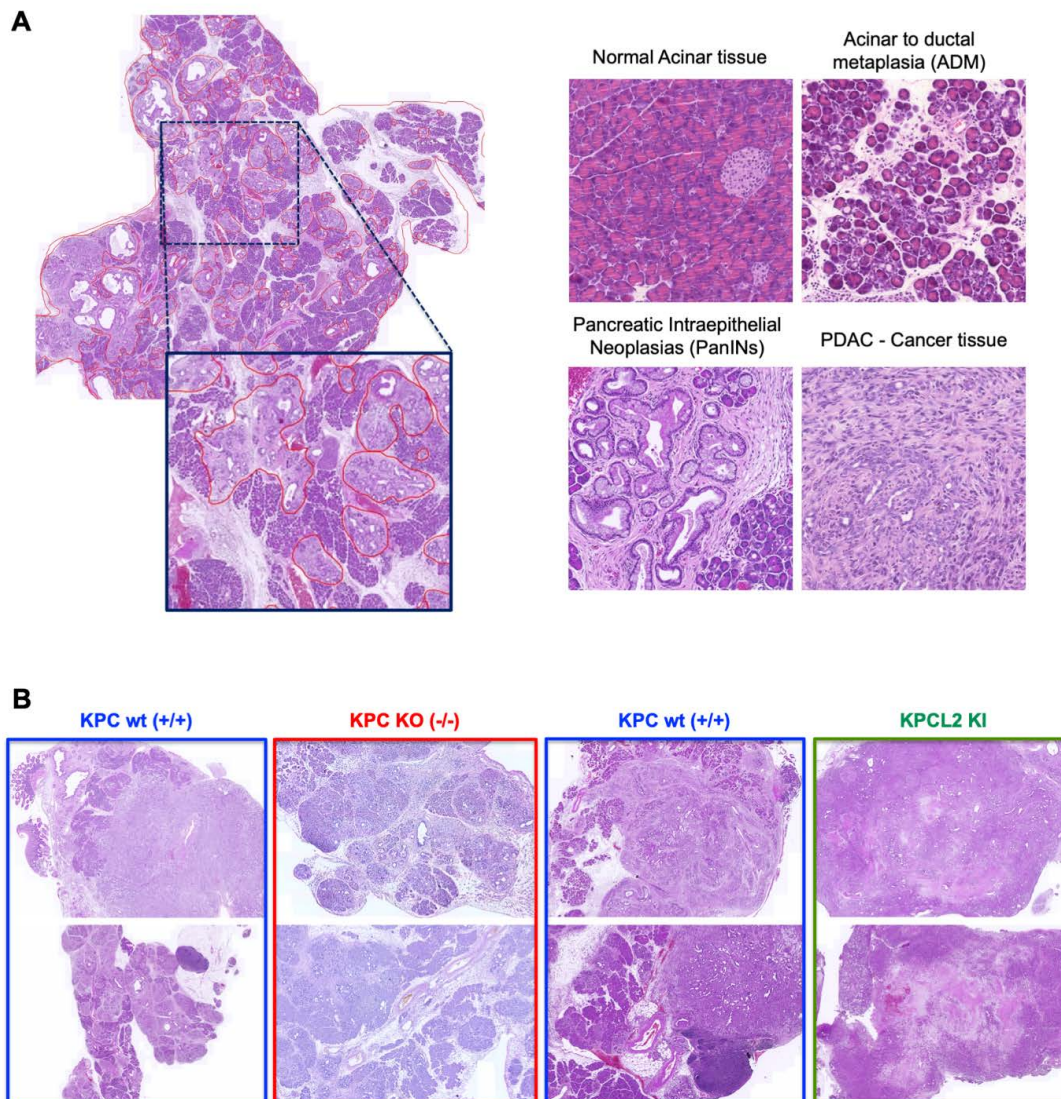 A
Normal Acinar tissue
Acinar to ductal
metaplasia (ADM)
Pancreatic Intraepithelial
Neoplasias (PanINs)
PDAC - Cancer tissue
B
KPC wt (+/+)
KPC KO (-/-)
KPC wt (+/+)
KPCL2 KI